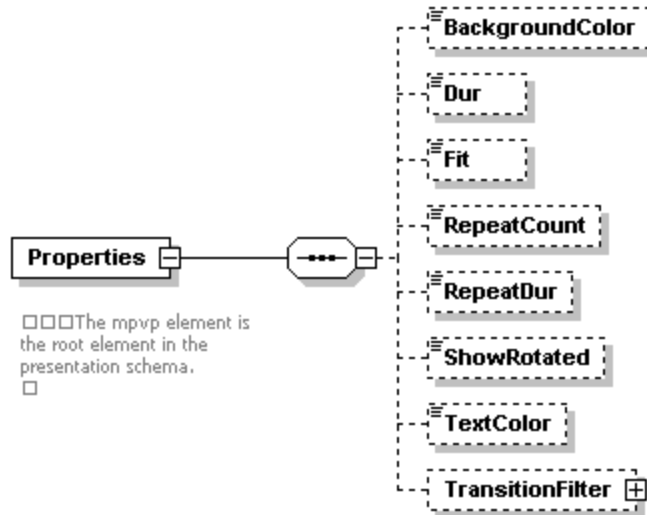 BackgroundColor
Dur
Fit
RepeatCount
Properties
RepeatDur
□□□The mpvp element is
the root element in the
presentation schema.
□
ShowRotated
TextColor
TransitionFilter